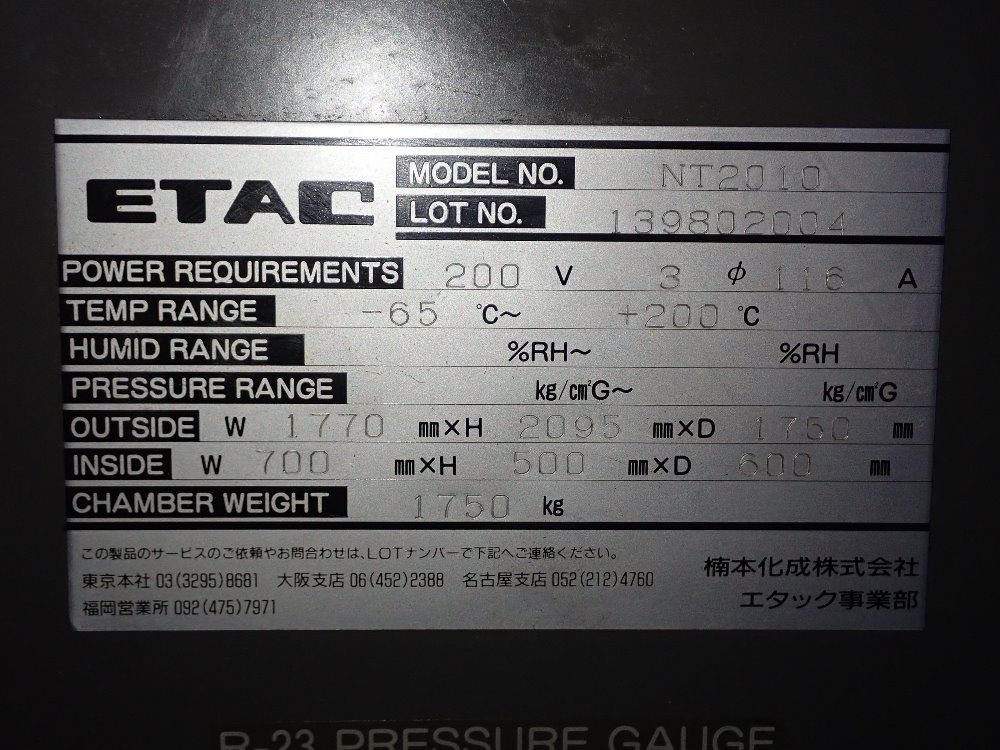 ETAC
MODEL NO. NT2010
LOT NO. 139802004
POWER REQUIREMENTS 200 V 3 φ 116 A
TEMP RANGE -65 ℃～ +200 ℃
HUMID RANGE %RH～ %RH
PRESSURE RANGE kg/c㎡G～ kg/c㎡G
OUTSIDE W 1770 ㎜×H 2095 ㎜×D 1750 ㎜
INSIDE W 700 ㎜×H 500 ㎜×D 600 ㎜
CHAMBER WEIGHT 1750 kg
この製品のサービスのご依頼やお問合わせは、LOTナンバーで下記へご連絡ください。
東京本社 03(3295)8681 大阪支店 06(452)2388 名古屋支店 052(212)4760
福岡営業所 092(475)7971
楠本化成株式会社
エタック事業部
R-23 PRESSURE GAUGE